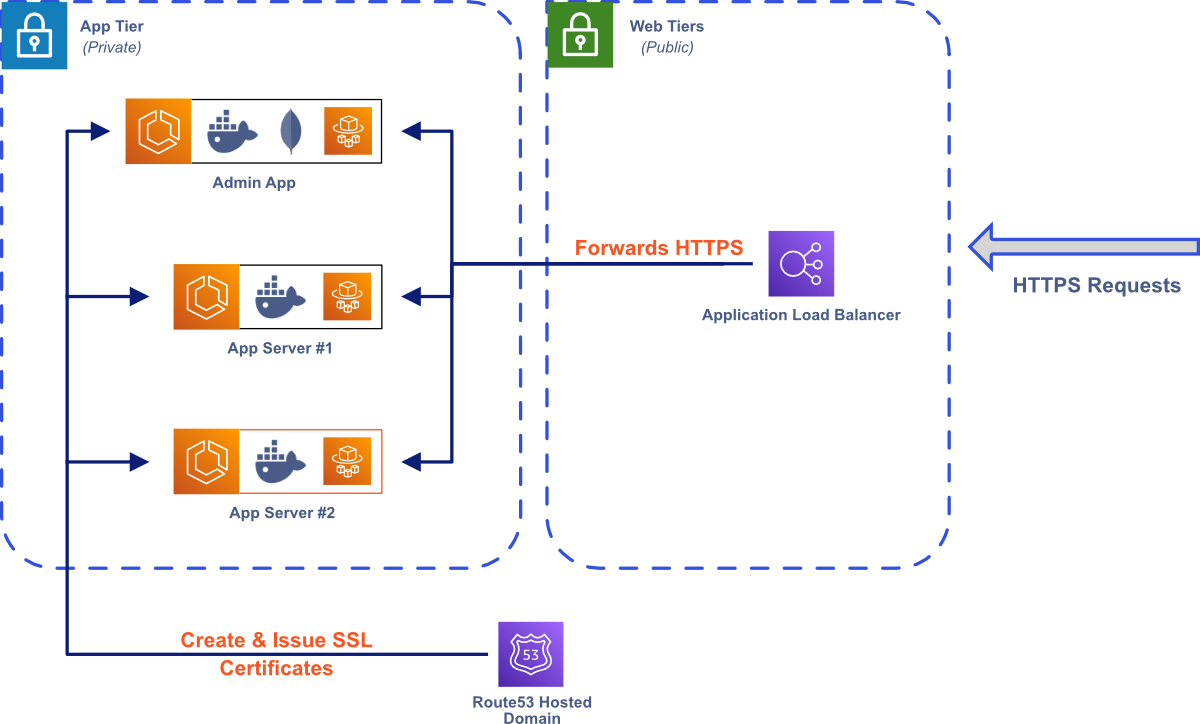 App Tier
(Private)
Web Tiers
(Public)
Admin App
Forwards HTTPS
HTTPS Requests
Application Load Balancer
App Server #1
App Server #2
Create & Issue SSL
Certificates
53
Route53 Hosted
Domain